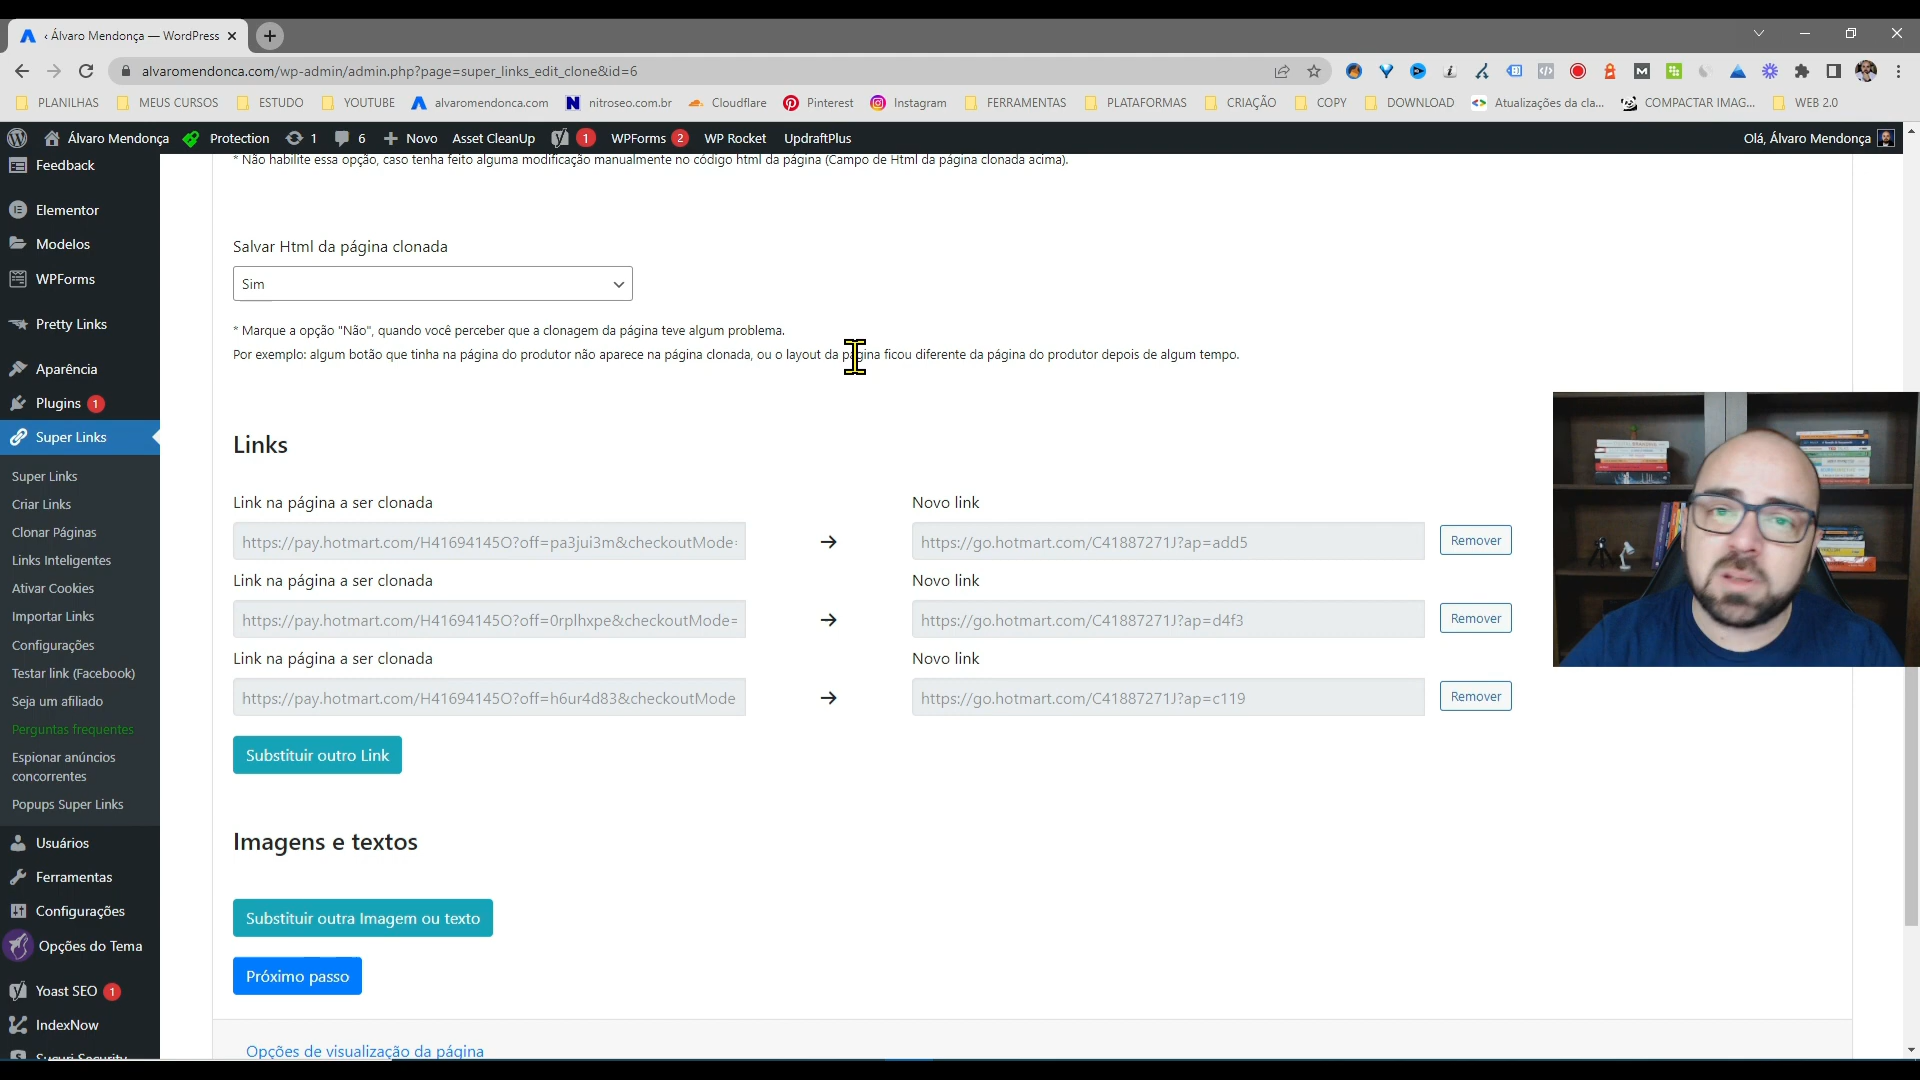 ‹ Álvaro Mendonça — WordPress
alvaromendonca.com/wp-admin/admin.php?page=super_links_edit_clone&id=6
PLANILHAS MEUS CURSOS ESTUDO YOUTUBE alvaromendonca.com nitroseo.com.br Cloudflare Pinterest Instagram FERRAMENTAS PLATAFORMAS CRIAÇÃO COPY DOWNLOAD Atualizações da cla... COMPACTAR IMAG... WEB 2.0
Álvaro Mendonça Protection 1 6 Novo Asset CleanUp 1 WPForms 2 WP Rocket UpdraftPlus Olá, Álvaro Mendonça
Feedback
Elementor
Modelos
WPForms
Pretty Links
Aparência
Plugins 1
Super Links
Super Links
Criar Links
Clonar Páginas
Links Inteligentes
Ativar Cookies
Importar Links
Configurações
Testar link (Facebook)
Seja um afiliado
Perguntas frequentes
Espionar anúncios
concorrentes
Popups Super Links
Usuários
Ferramentas
Configurações
Opções do Tema
Yoast SEO 1
IndexNow
Sucuri Security
* Não habilite essa opção, caso tenha feito alguma modificação manualmente no código html da página (Campo de Html da página clonada acima).
Salvar Html da página clonada
Sim
* Marque a opção "Não", quando você perceber que a clonagem da página teve algum problema.
Por exemplo: algum botão que tinha na página do produtor não aparece na página clonada, ou o layout da página ficou diferente da página do produtor depois de algum tempo.
Links
Link na página a ser clonada Novo link
https://pay.hotmart.com/H41694145O?off=pa3jui3m&checkoutMode= → https://go.hotmart.com/C41887271J?ap=add5 Remover
Link na página a ser clonada Novo link
https://pay.hotmart.com/H41694145O?off=0rplhxpe&checkoutMode= → https://go.hotmart.com/C41887271J?ap=d4f3 Remover
Link na página a ser clonada Novo link
https://pay.hotmart.com/H41694145O?off=h6ur4d83&checkoutMode → https://go.hotmart.com/C41887271J?ap=c119 Remover
Substituir outro Link
Imagens e textos
Substituir outra Imagem ou texto
Próximo passo
Opções de visualização da página